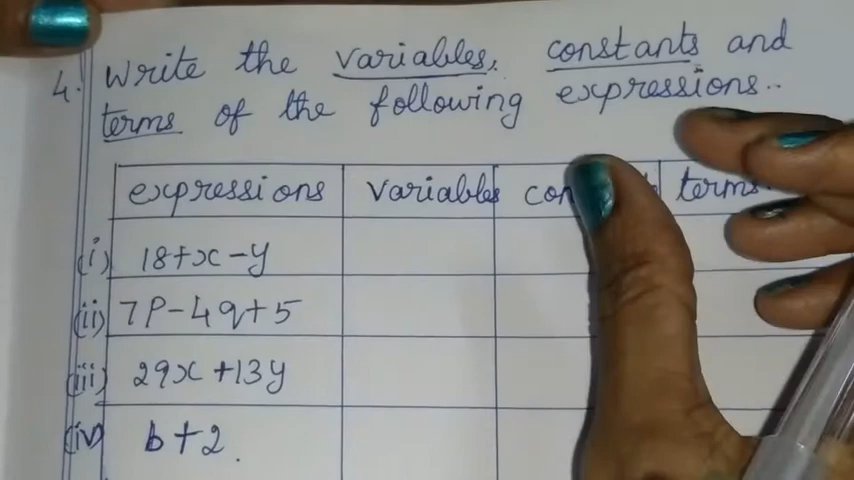 4. Write the variables, constants and
terms of the following expressions..
expressions variables terms
(i) 18+x-y
(ii) 7p-4q+5
(iii) 29x+13y
(iv) b+2.